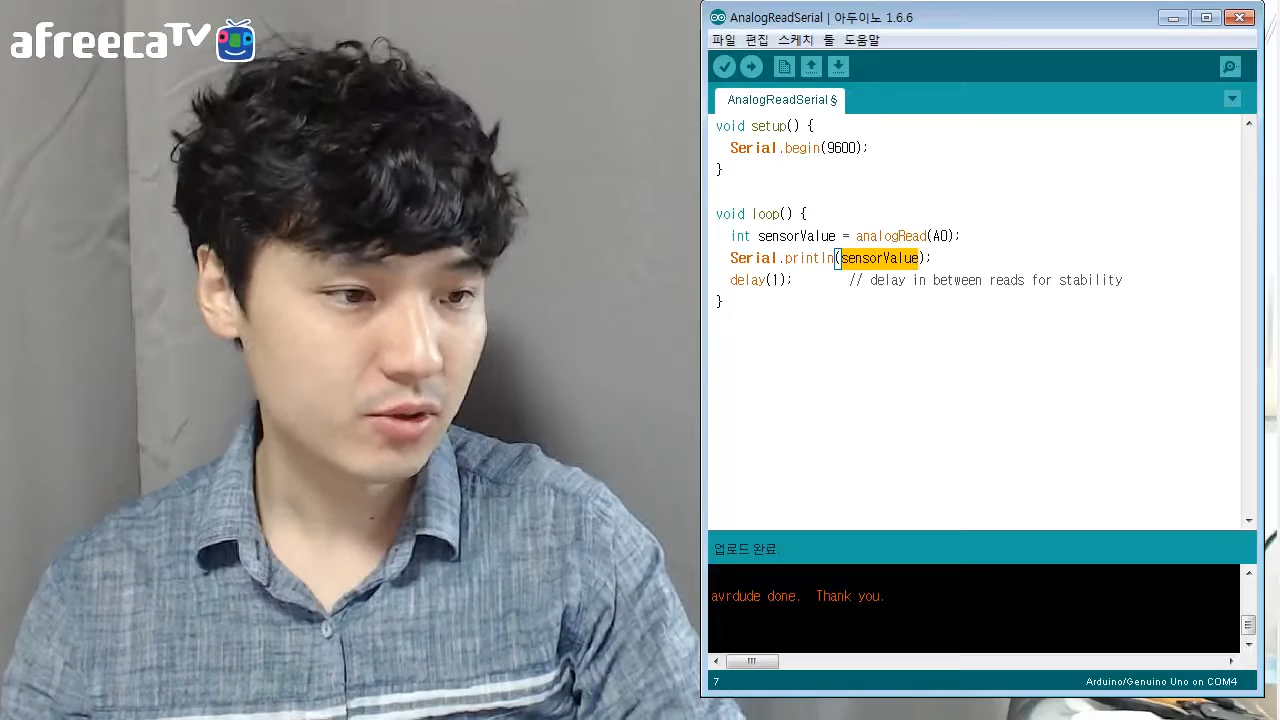 afreecaTV
AnalogReadSerial | 아두이노 1.6.6
파일 편집 스케치 툴 도움말
AnalogReadSerial §
void setup() {
Serial.begin(9600);
}
void loop() {
int sensorValue = analogRead(A0);
Serial.println(sensorValue);
delay(1);        // delay in between reads for stability
}
업로드 완료.
avrdude done.  Thank you.
7
Arduino/Genuino Uno on COM4